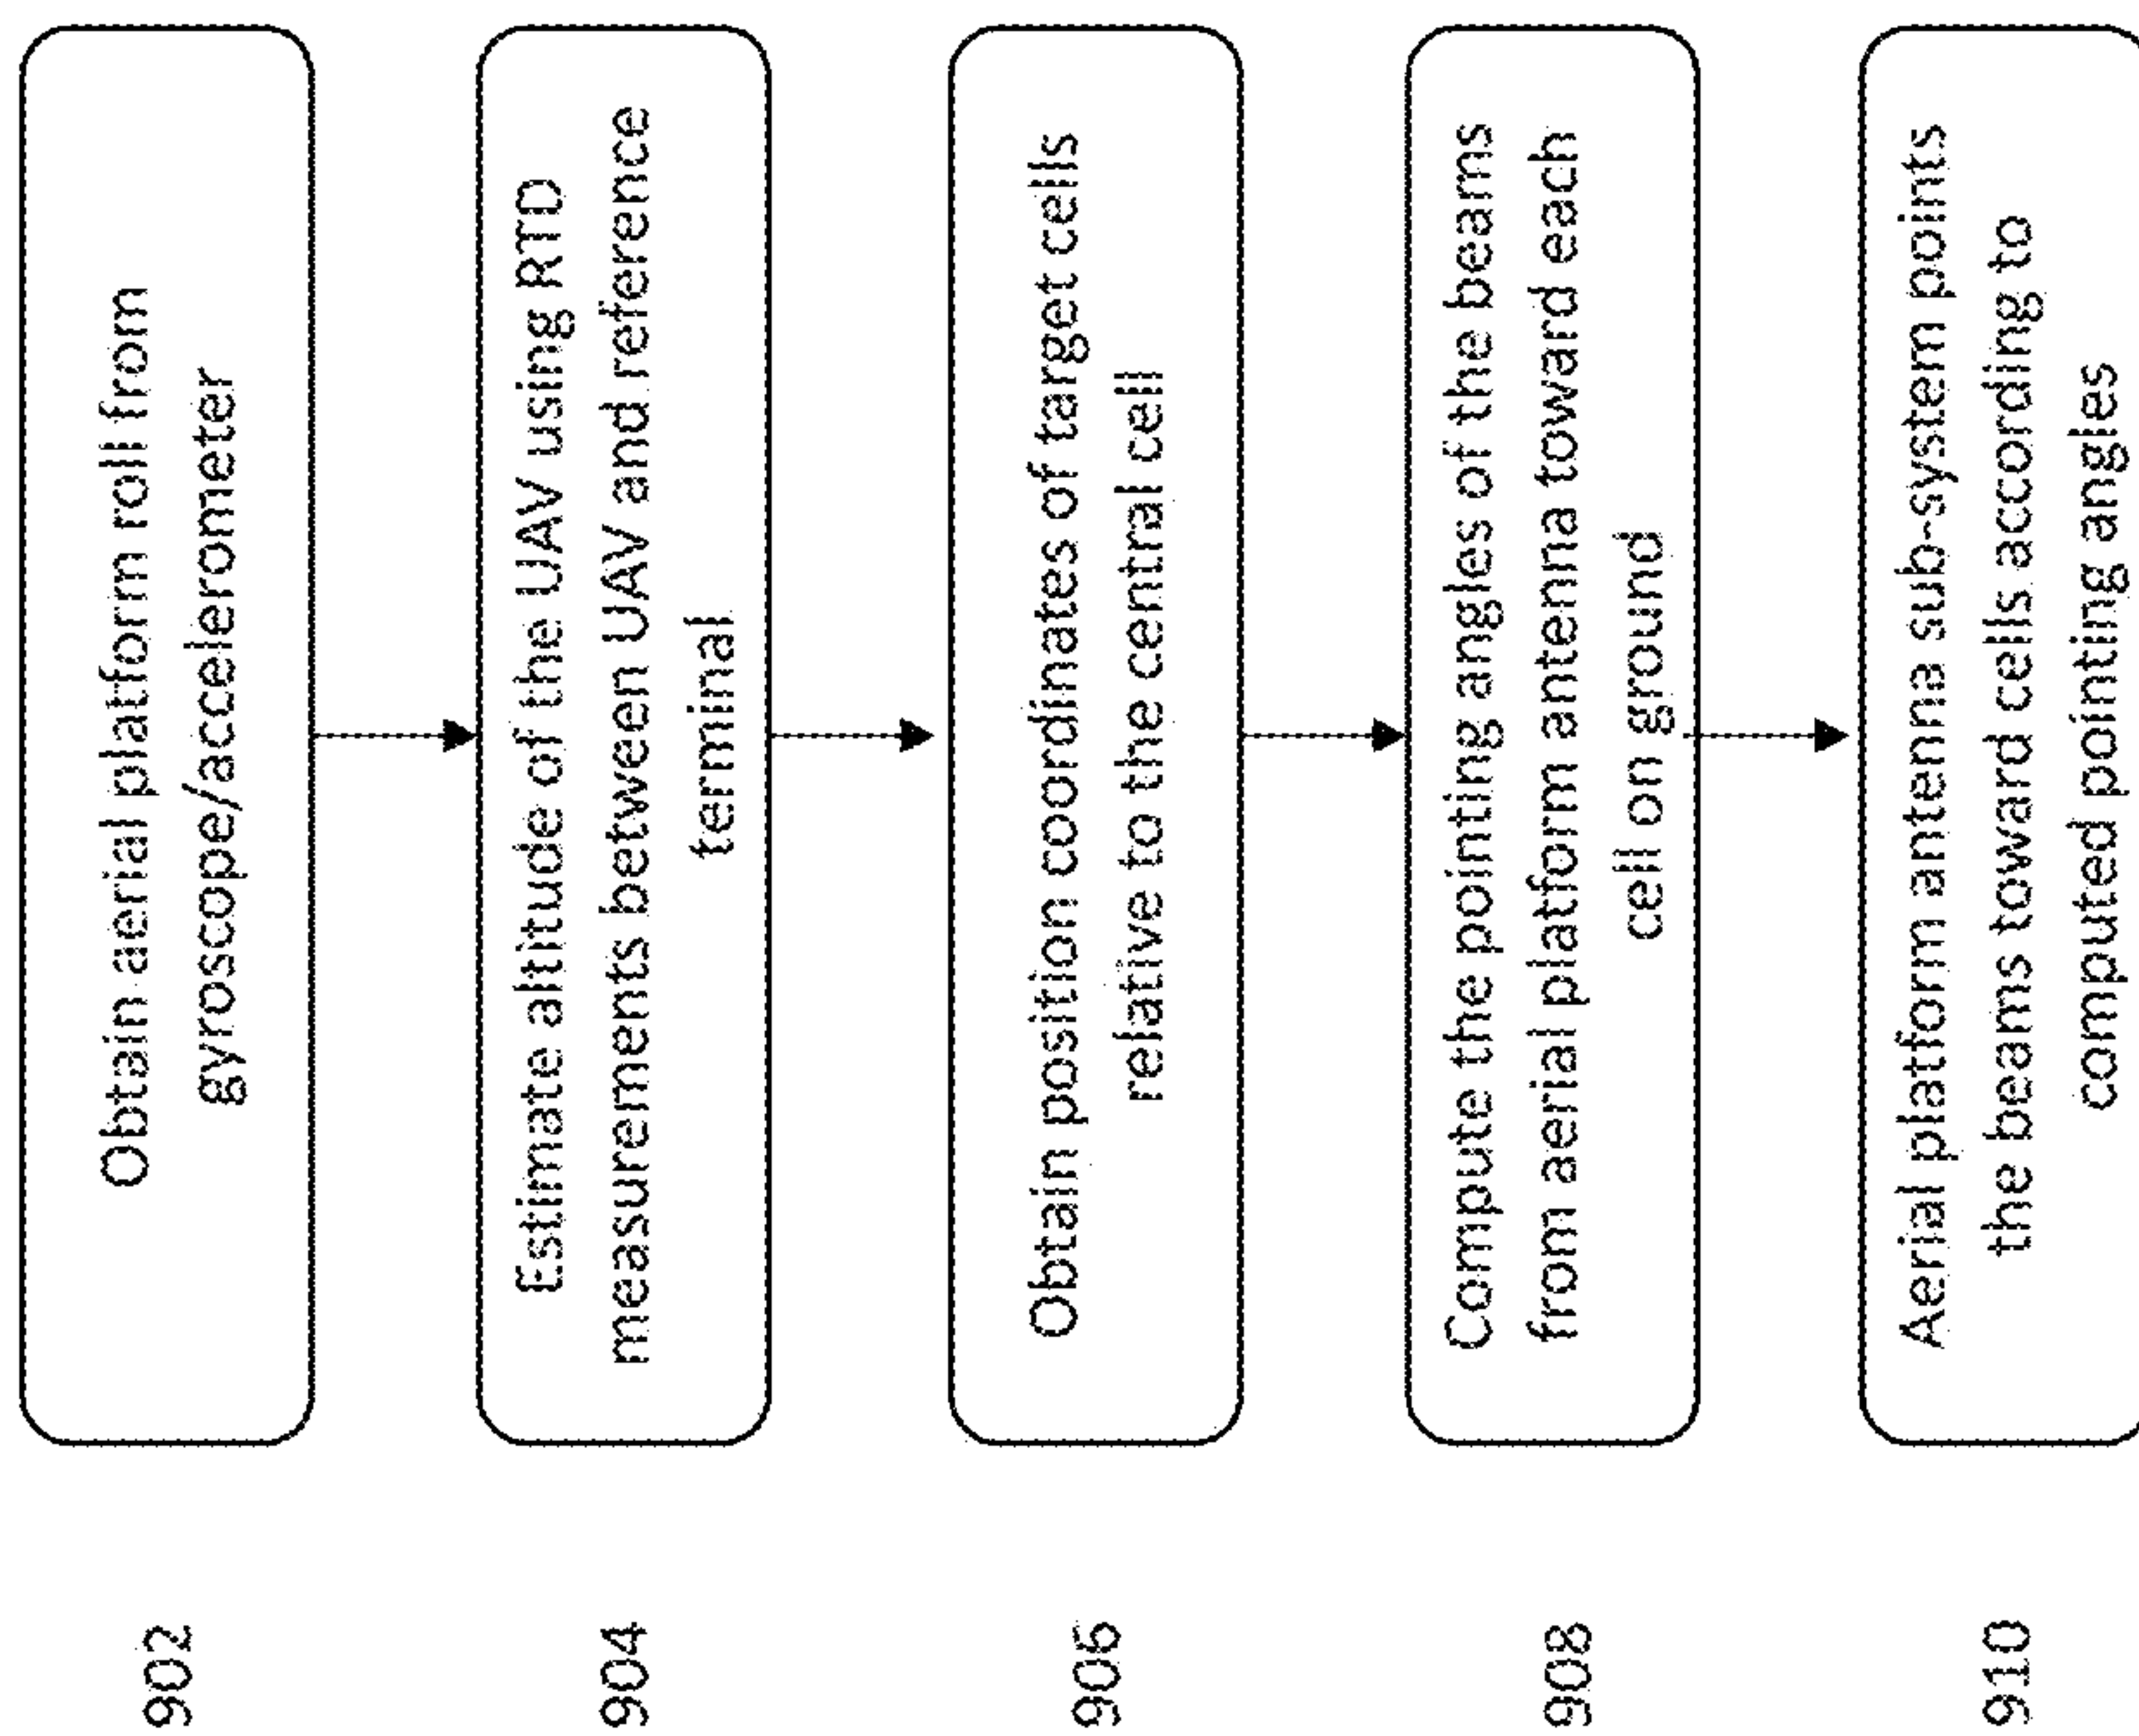 902
Obtain aerial platform roll from
gyroscope/accelerometer
904
Estimate altitude of the UAV using RTD
measurements between UAV and reference
terminal
906
Obtain position coordinates of target cells
relative to the central cell
908
Compute the pointing angles of the beams
from aerial platform antenna toward each
cell on ground
910
Aerial platform antenna sub-system points
the beans toward cells according to
computed pointing angles